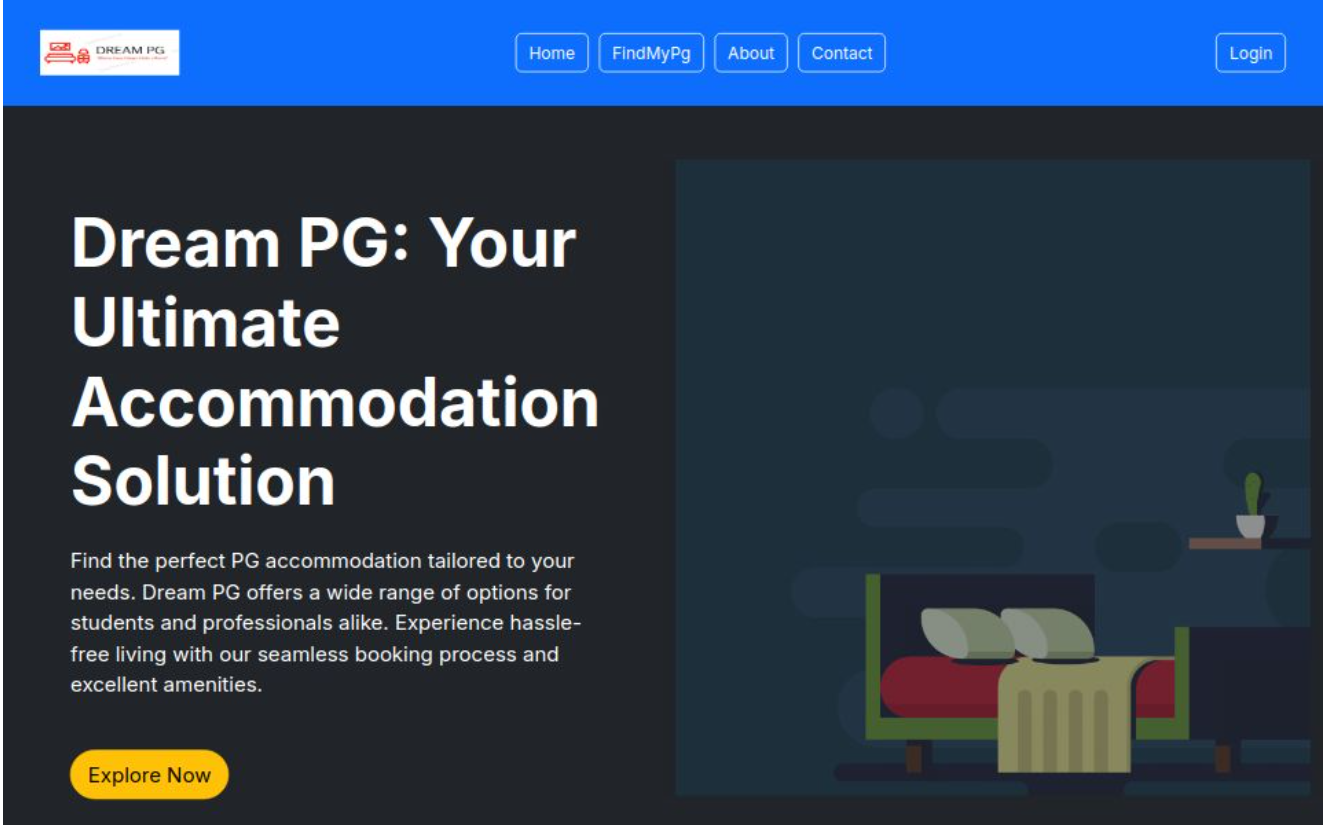 DREAM PG
Home
FindMyPg
About
Contact
Login
Dream PG: Your
Ultimate
Accommodation
Solution
Find the perfect PG accommodation tailored to your
needs. Dream PG offers a wide range of options for
students and professionals alike. Experience hassle-
free living with our seamless booking process and
excellent amenities.
Explore Now